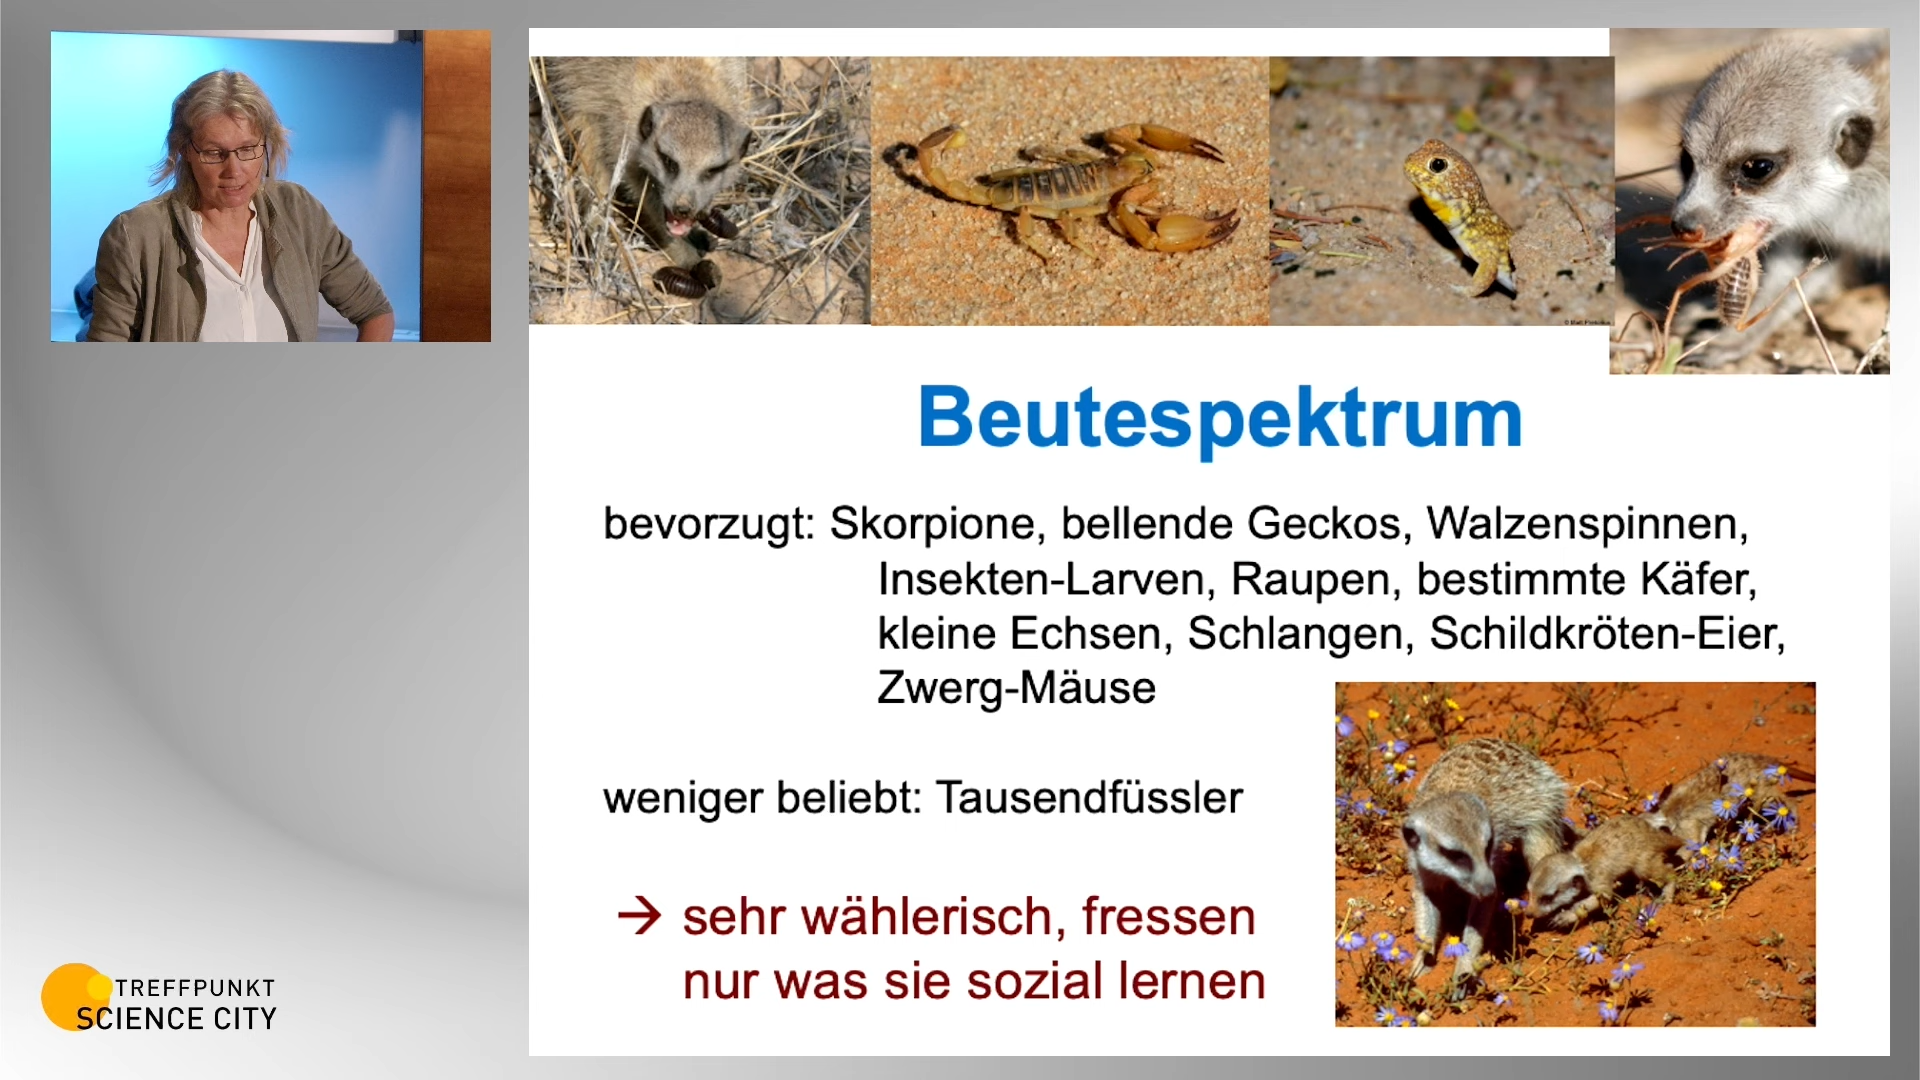 Beutespektrum
bevorzugt: Skorpione, bellende Geckos, Walzenspinnen,
Insekten-Larven, Raupen, bestimmte Käfer,
kleine Echsen, Schlangen, Schildkröten-Eier,
Zwerg-Mäuse
weniger beliebt: Tausendfüssler
→ sehr wählerisch, fressen
nur was sie sozial lernen
TREFFPUNKT
SCIENCE CITY